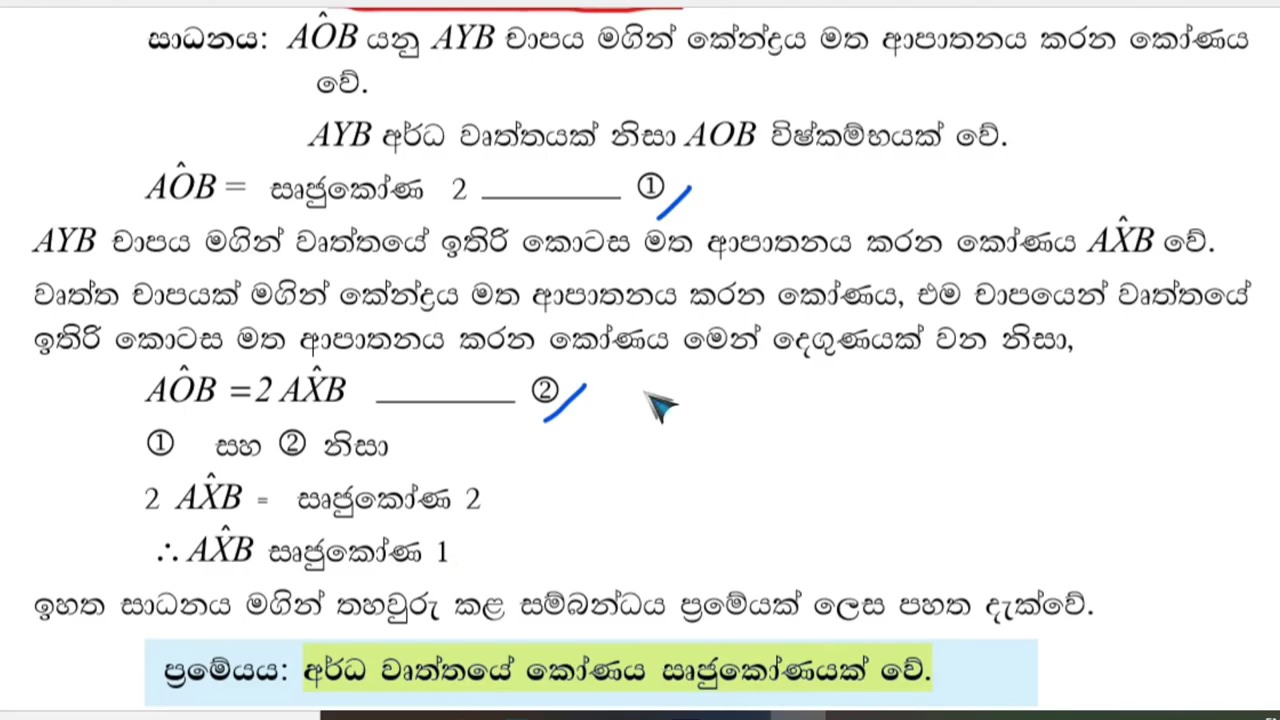 සාධනය: AÔB යනු AYB චාපය මගින් කේන්ද්‍රය මත ආපාතනය කරන කෝණය
වේ.
AYB අර්ධ වෘත්තයක් නිසා AOB විෂ්කම්භයක් වේ.
AÔB = සෘජුකෝණ 2 ________ ①
AYB චාපය මගින් වෘත්තයේ ඉතිරි කොටස මත ආපාතනය කරන කෝණය AX̂B වේ.
වෘත්ත චාපයක් මගින් කේන්ද්‍රය මත ආපාතනය කරන කෝණය, එම චාපයෙන් වෘත්තයේ
ඉතිරි කොටස මත ආපාතනය කරන කෝණය මෙන් දෙගුණයක් වන නිසා,
AÔB =2 AX̂B ________ ②
① සහ ② නිසා
2 AX̂B = සෘජුකෝණ 2
∴ AX̂B සෘජුකෝණ 1
ඉහත සාධනය මගින් තහවුරු කළ සම්බන්ධය ප්‍රමේයක් ලෙස පහත දැක්වේ.
ප්‍රමේයය: අර්ධ වෘත්තයේ කෝණය සෘජුකෝණයක් වේ.